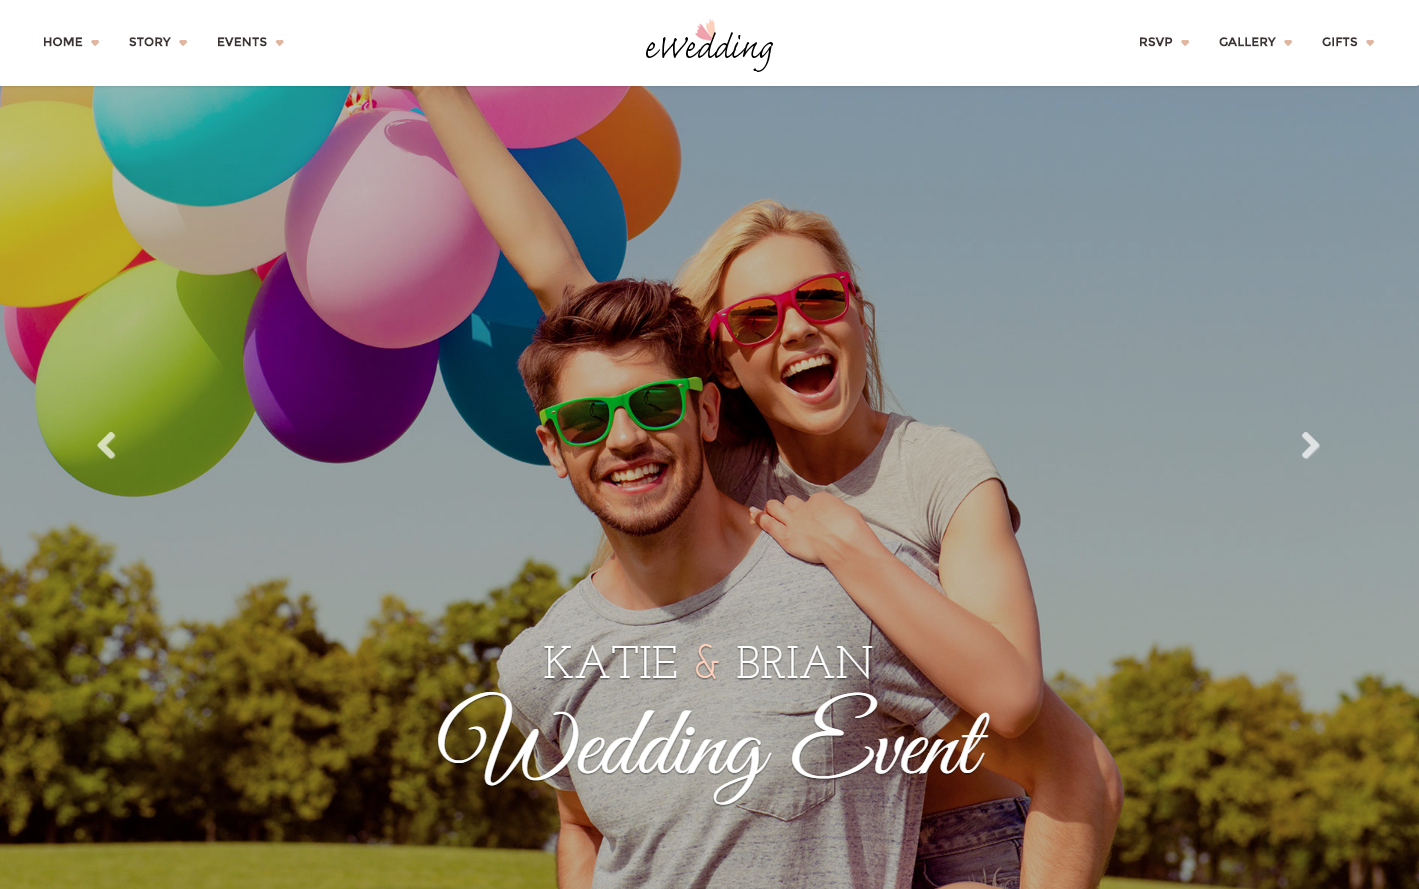 HOME
STORY
EVENTS
eWedding
RSVP
GALLERY
GIFTS
KATIE & BRIAN
Wedding Event